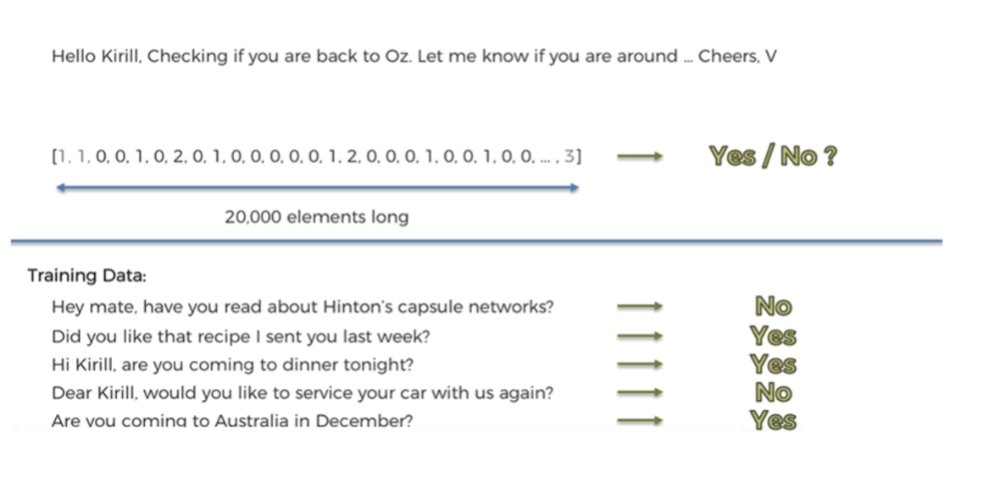 Hello Kirill, Checking if you are back to Oz. Let me know if you are around ... Cheers, V
[1, 1, 0, 0, 1, 0, 2, 0, 1, 0, 0, 0, 0, 0, 1, 2, 0, 0, 0, 1, 0, 0, 1, 0, 0, ... , 3] Yes / No ?
20,000 elements long
Training Data:
Hey mate, have you read about Hinton's capsule networks? No
Did you like that recipe I sent you last week? Yes
Hi Kirill, are you coming to dinner tonight? Yes
Dear Kirill, would you like to service your car with us again? No
Are you coming to Australia in December? Yes